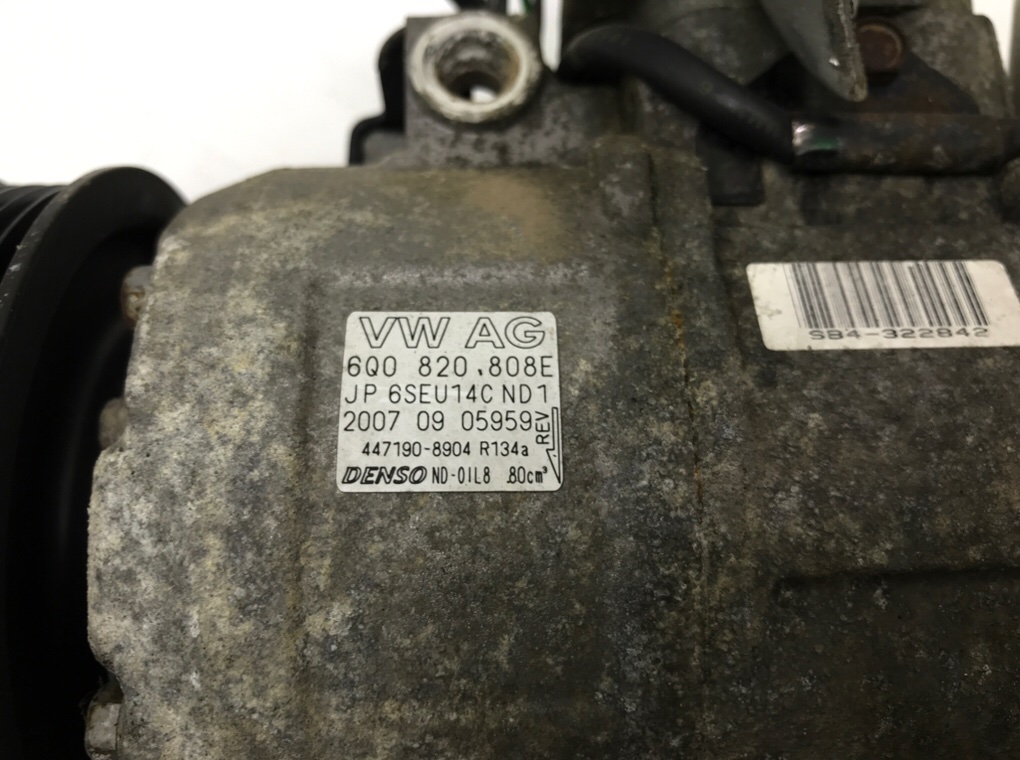 VW AG
6Q0 820.808E
JP 6SEU14C ND1
2007 09 05959
REV
447190-8904 R134a
DENSO ND-OIL8 80cm³
SB4-322842